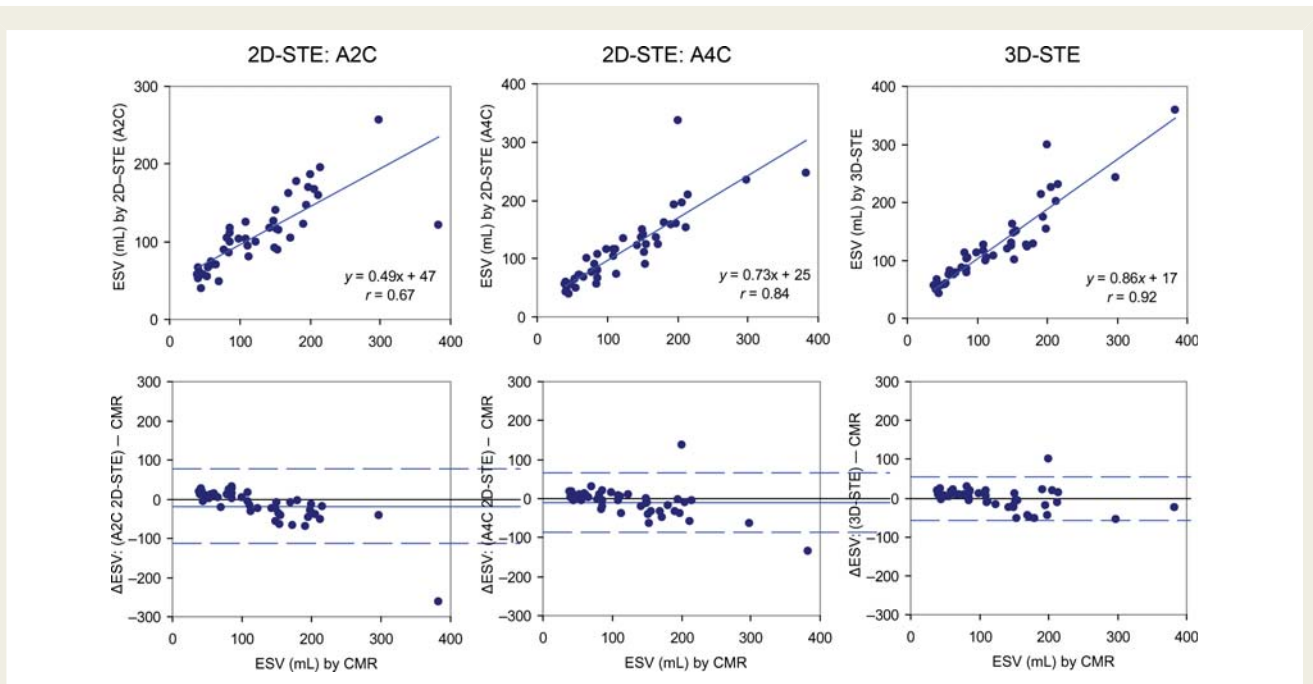 2D-STE: A2C
2D-STE: A4C
3D-STE
ESV (mL) by 2D–STE (A2C)
300
200
100
0
0 100 200 300 400
y = 0.49x + 47
r = 0.67
ESV (mL) by 2D-STE (A4C)
400
300
200
100
0
0 100 200 300 400
y = 0.73x + 25
r = 0.84
ESV (mL) by 3D-STE
400
300
200
100
0
0 100 200 300 400
y = 0.86x + 17
r = 0.92
ΔESV: (A2C 2D-STE) — CMR
300
200
100
0
–100
–200
–300
0 100 200 300 400
ESV (mL) by CMR
ΔESV: (A4C 2D-STE) — CMR
300
200
100
0
–100
–200
–300
0 100 200 300 400
ESV (mL) by CMR
ΔESV: (3D-STE) — CMR
300
200
100
0
–100
–200
–300
0 100 200 300 400
ESV (mL) by CMR